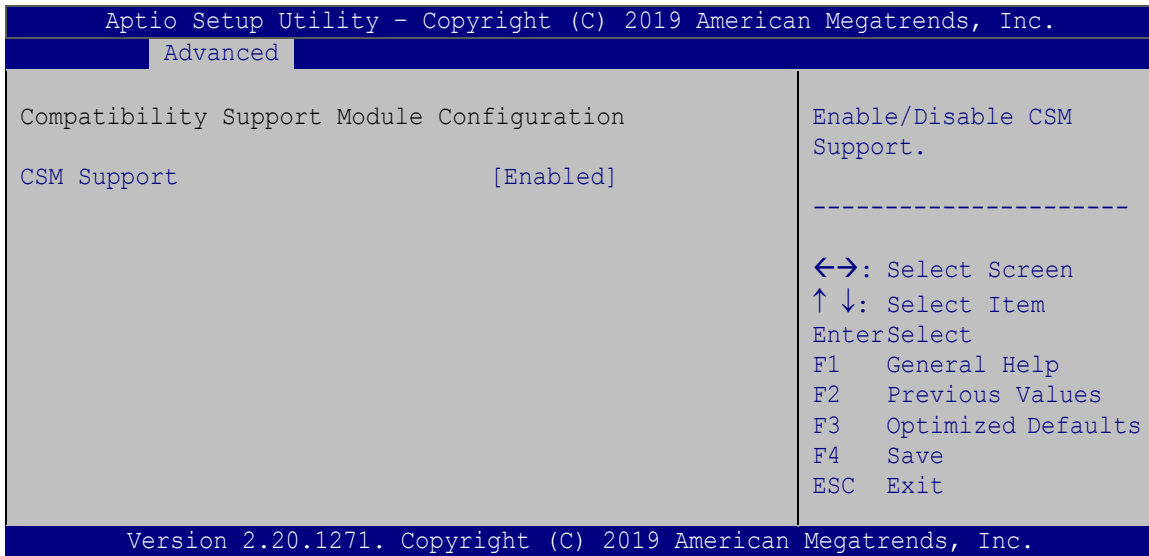 Aptio Setup Utility – Copyright (C) 2019 American Megatrends, Inc.
Advanced
Compatibility Support Module Configuration
CSM Support [Enabled]
Enable/Disable CSM
Support.
----------------------
←→: Select Screen
↑ ↓: Select Item
EnterSelect
F1 General Help
F2 Previous Values
F3 Optimized Defaults
F4 Save
ESC Exit
Version 2.20.1271. Copyright (C) 2019 American Megatrends, Inc.